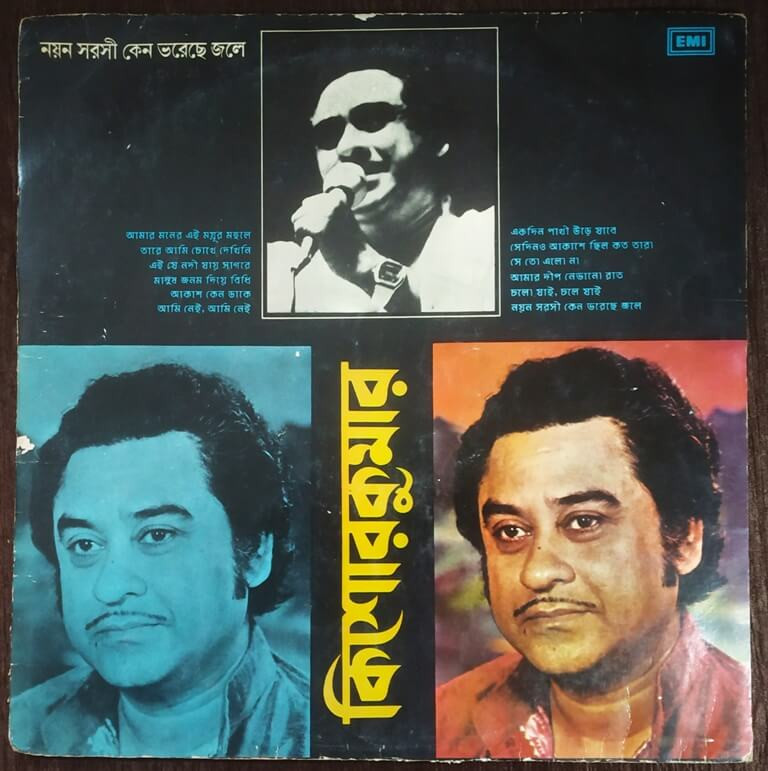 নয়ন সরসী কেন ভরেছে জলে
EMI
আমার মনের এই ময়ূর মহলে
তারে আমি চোখে দেখিনি
এই যে নদী যায় সাগরে
মানুষ জনম দিয়ে বিধি
আকাশ কেন ডাকে
আমি নেই, আমি নেই
একদিন পাখী উড়ে যাবে
সেদিনও আকাশে ছিল কত তারা
সে তো এলো না
আমার দীপ নেভানো রাত
চলো যাই, চলে যাই
নয়ন সরসী কেন ভরেছে জলে
কিশোরকুমার